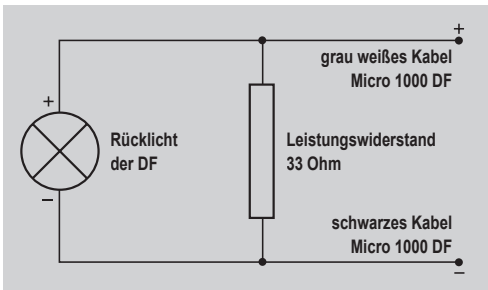 +
grau weißes Kabel
Micro 1000 DF
+
Rücklicht
der DF
Leistungswiderstand
33 Ohm
–
schwarzes Kabel
Micro 1000 DF
–